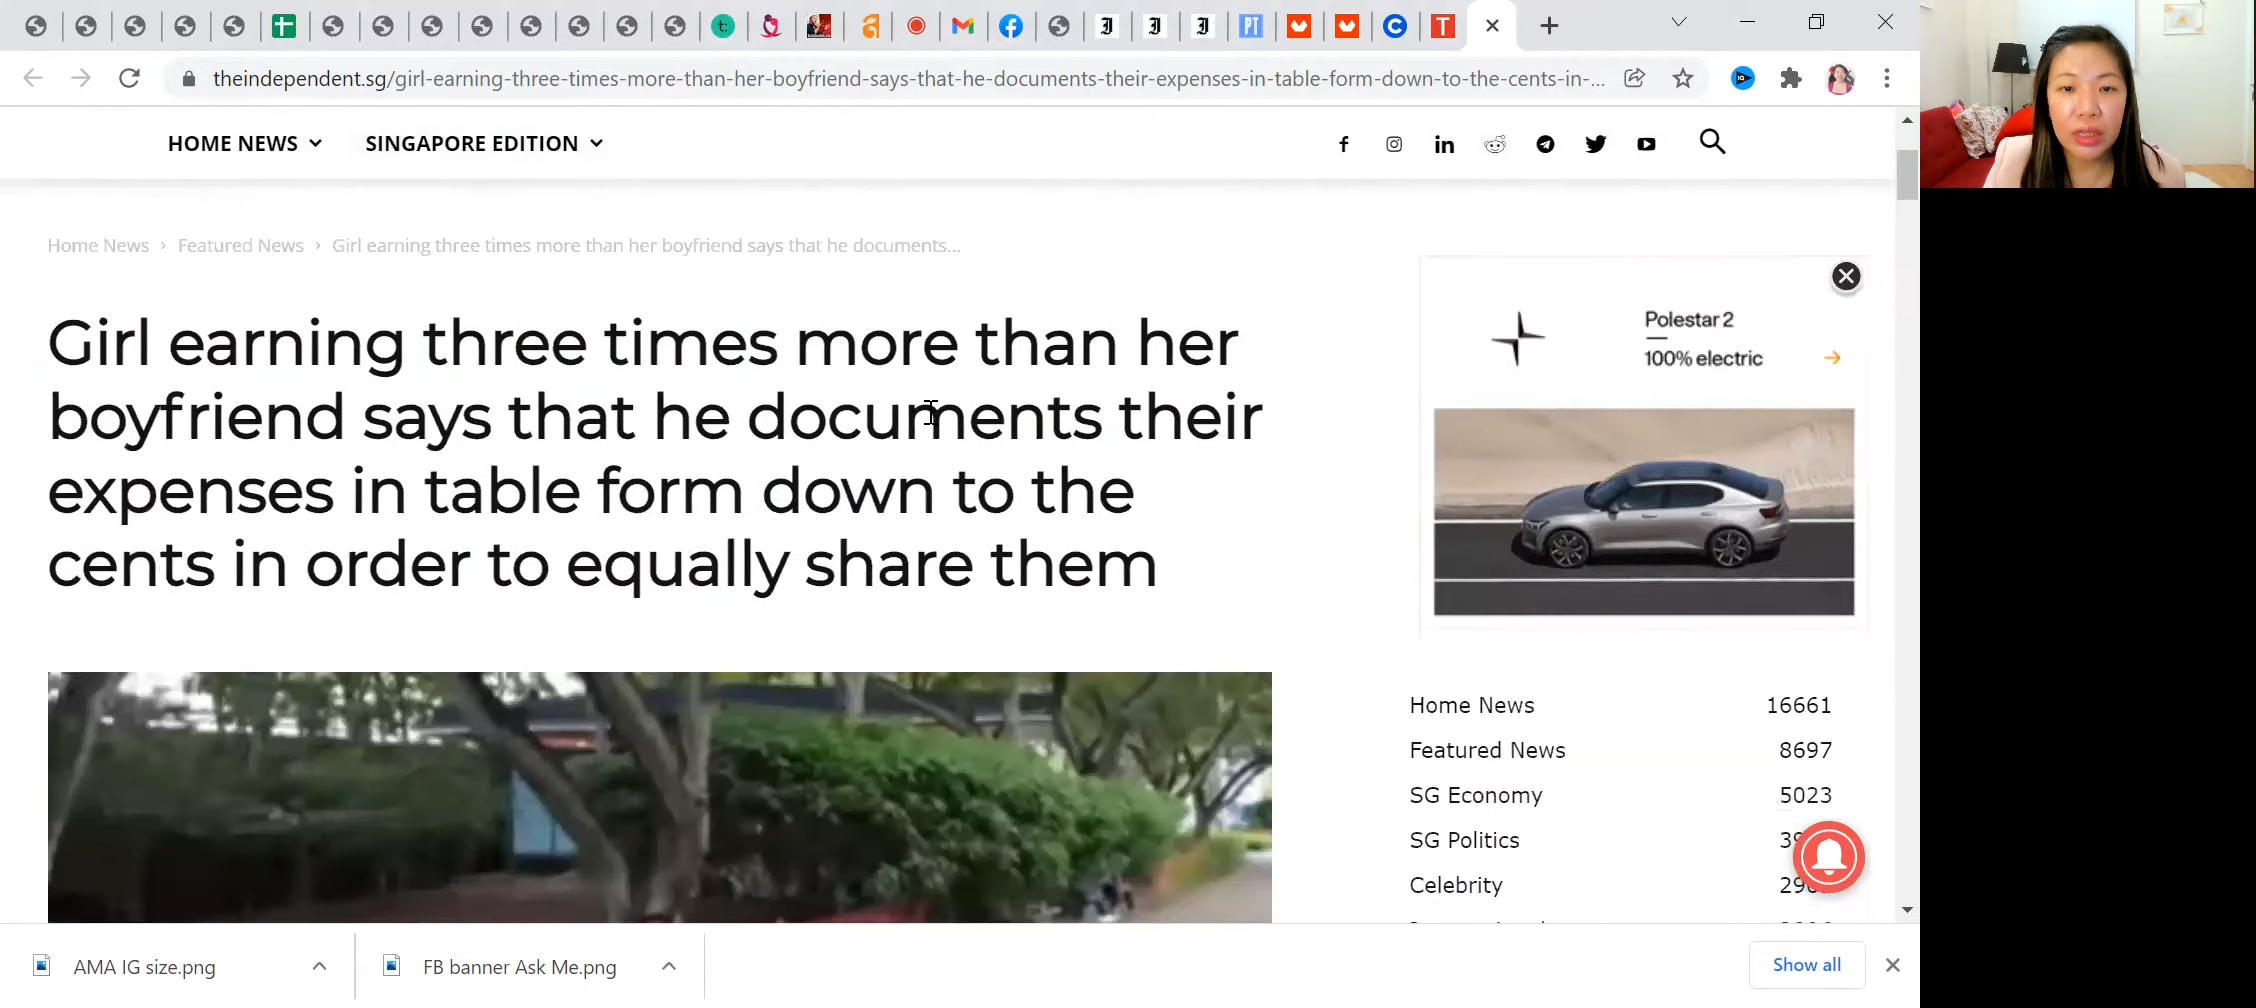 theindependent.sg/girl-earning-three-times-more-than-her-boyfriend-says-that-he-documents-their-expenses-in-table-form-down-to-the-cents-in-...
HOME NEWS
SINGAPORE EDITION
Home News › Featured News › Girl earning three times more than her boyfriend says that he documents...
Girl earning three times more than her
boyfriend says that he documents their
expenses in table form down to the
cents in order to equally share them
Polestar 2
100% electric
Home News 16661
Featured News 8697
SG Economy 5023
SG Politics
Celebrity
AMA IG size.png
FB banner Ask Me.png
Show all